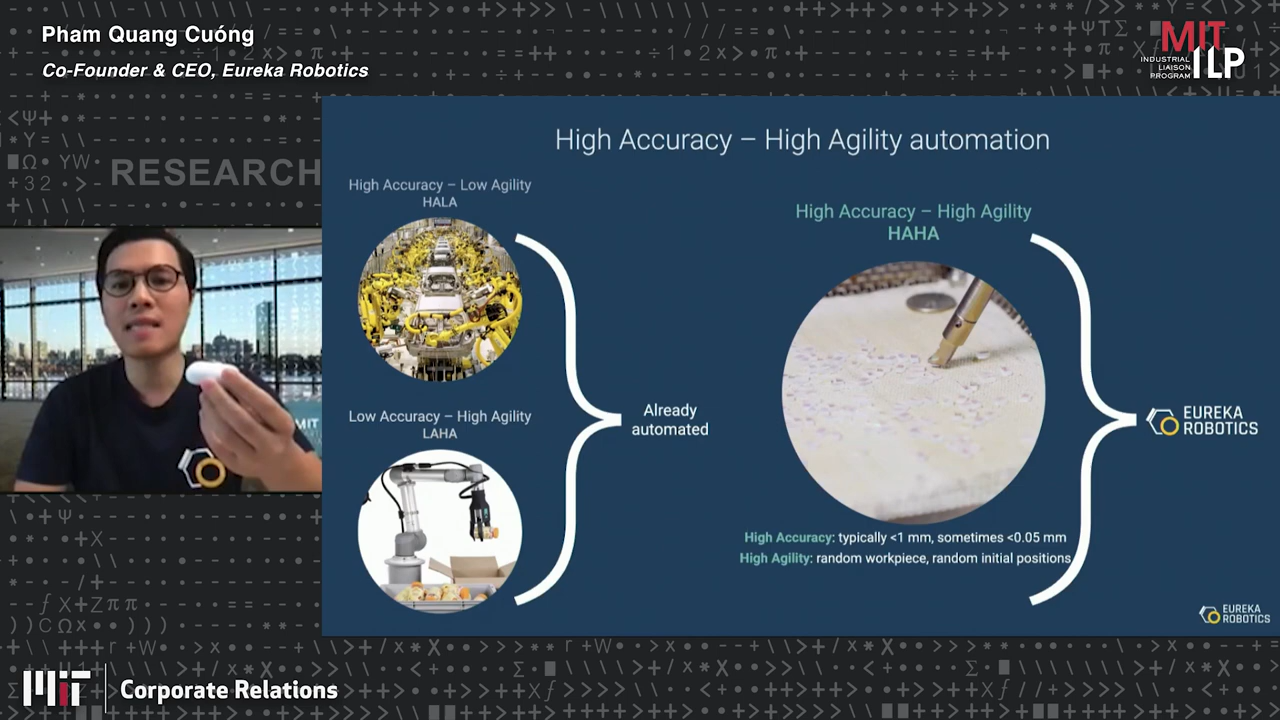 Pham Quang Cuóng
Co-Founder & CEO, Eureka Robotics
MIT
INDUSTRIAL
LIAISON
PROGRAM
ILP
RESEARCH
High Accuracy – High Agility automation
High Accuracy – Low Agility
HALA
High Accuracy – High Agility
HAHA
Low Accuracy – High Agility
LAHA
Already
automated
EUREKA
ROBOTICS
High Accuracy: typically <1 mm, sometimes <0.05 mm
High Agility: random workpiece, random initial positions
EUREKA
ROBOTICS
MIT
MIT
Corporate Relations